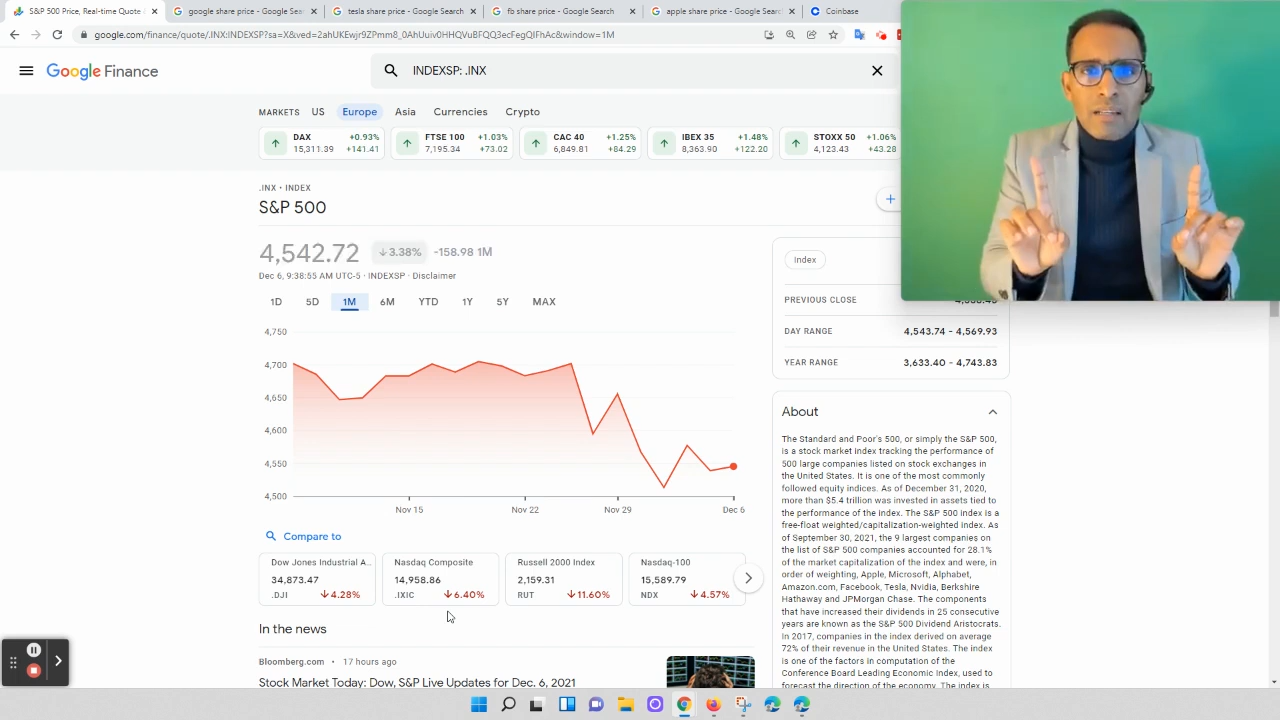 S&P 500 Price, Real-time Quote
google share price - Google Sea
tesla share price - Google Search
fb share price - Google Search
apple share price - Google Search
Coinbase
google.com/finance/quote/.INX:INDEXSP?sa=X&ved=2ahUKEwjr9ZPmm8_0AhUuiv0HHQVu8FQQ3ecFegQIFhAc&window=1M
Google Finance
INDEXSP: .INX
MARKETS US Europe Asia Currencies Crypto
DAX +0.93%
15,311.39 +141.41
FTSE 100 +1.03%
7,195.34 +73.02
CAC 40 +1.25%
6,849.81 +84.29
IBEX 35 +1.48%
8,363.90 +122.20
STOXX 50 +1.06%
4,123.43 +43.28
.INX • INDEX
S&P 500
4,542.72 ↓3.38% -158.98 1M
Dec 6, 9:38:55 AM UTC-5 · INDEXSP · Disclaimer
1D 5D 1M 6M YTD 1Y 5Y MAX
4,750
4,700
4,650
4,600
4,550
4,500
Nov 15 Nov 22 Nov 29 Dec 6
Compare to
Dow Jones Industrial A...
34,873.47
.DJI ↓4.28%
Nasdaq Composite
14,958.86
.IXIC ↓6.40%
Russell 2000 Index
2,159.31
RUT ↓11.60%
Nasdaq-100
15,589.79
NDX ↓4.57%
In the news
Bloomberg.com • 17 hours ago
Stock Market Today: Dow, S&P Live Updates for Dec. 6, 2021
Index
PREVIOUS CLOSE
DAY RANGE 4,543.74 - 4,569.93
YEAR RANGE 3,633.40 - 4,743.83
About
The Standard and Poor's 500, or simply the S&P 500,
is a stock market index tracking the performance of
500 large companies listed on stock exchanges in
the United States. It is one of the most commonly
followed equity indices. As of December 31, 2020,
more than $5.4 trillion was invested in assets tied to
the performance of the index. The S&P 500 index is a
free-float weighted/capitalization-weighted index. As
of September 30, 2021, the 9 largest companies on
the list of S&P 500 companies accounted for 28.1%
of the market capitalization of the index and were, in
order of weighting, Apple, Microsoft, Alphabet,
Amazon.com, Facebook, Tesla, Nvidia, Berkshire
Hathaway and JPMorgan Chase. The components
that have increased their dividends in 25 consecutive
years are known as the S&P 500 Dividend Aristocrats.
In 2017, companies in the index derived on average
72% of their revenue in the United States. The index
is one of the factors in computation of the
Conference Board Leading Economic Index, used to
forecast the direction of the economy. The index is